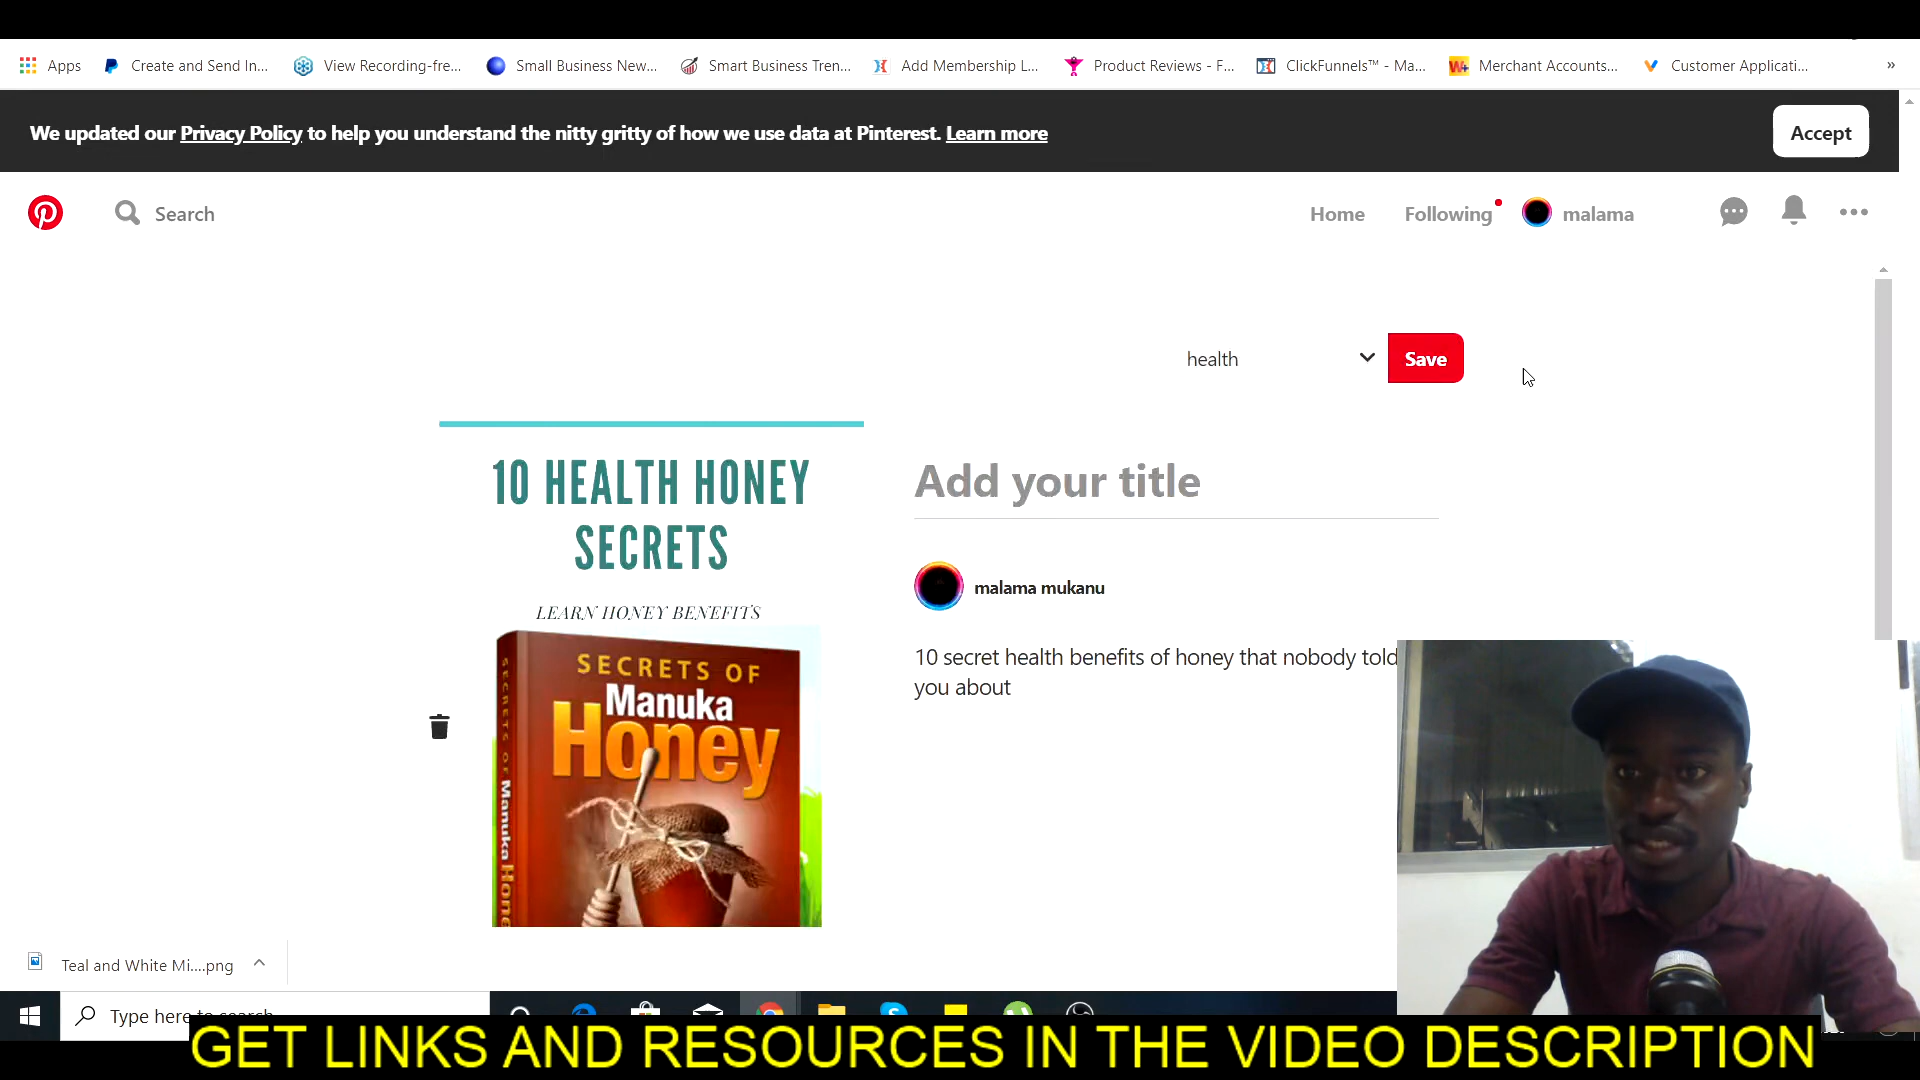 Apps
Create and Send In...
View Recording-fre...
Small Business New...
Smart Business Tren...
Add Membership L...
Product Reviews - F...
ClickFunnels™ - Ma...
Merchant Accounts...
Customer Applicati...
»
We updated our Privacy Policy to help you understand the nitty gritty of how we use data at Pinterest. Learn more
Accept
Search
Home
Following
malama
health
Save
10 HEALTH HONEY
SECRETS
LEARN HONEY BENEFITS
SECRETS OF
Manuka
Honey
SECRETS OF Manuka Hone
Add your title
malama mukanu
10 secret health benefits of honey that nobody told
you about
Teal and White Mi....png
Type here to search
GET LINKS AND RESOURCES IN THE VIDEO DESCRIPTION